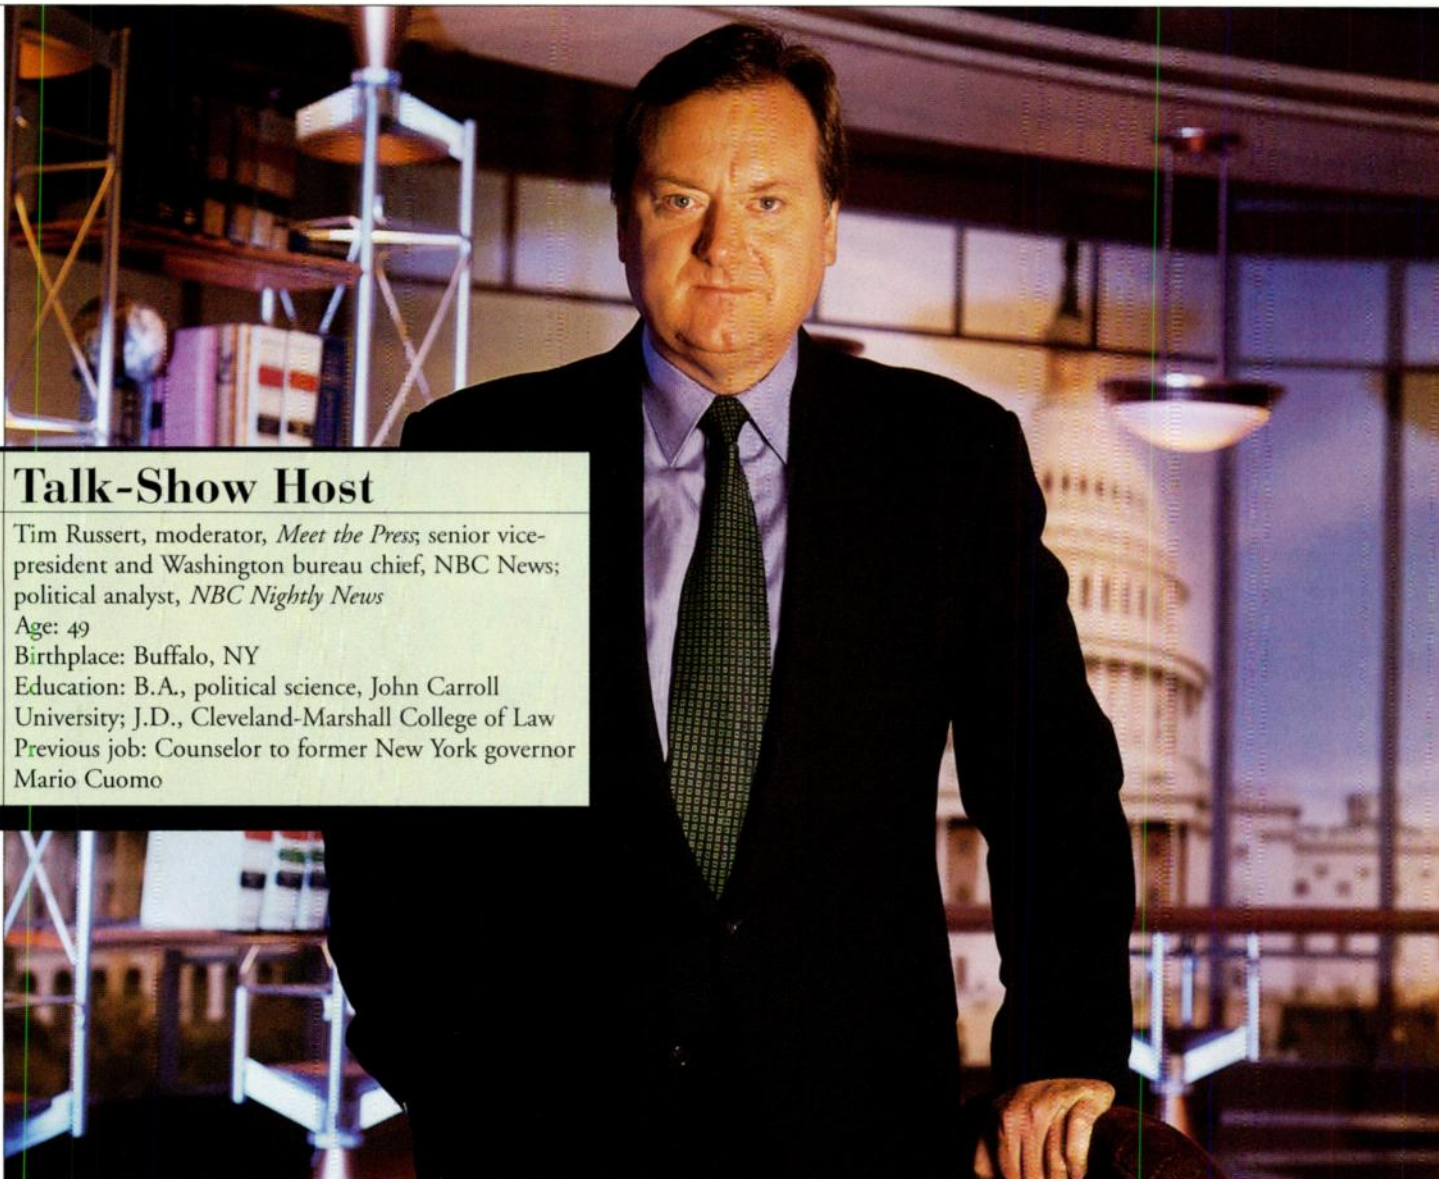 Talk-Show Host
Tim Russert, moderator, Meet the Press; senior vice-
president and Washington bureau chief, NBC News;
political analyst, NBC Nightly News
Age: 49
Birthplace: Buffalo, NY
Education: B.A., political science, John Carroll
University; J.D., Cleveland-Marshall College of Law
Previous job: Counselor to former New York governor
Mario Cuomo